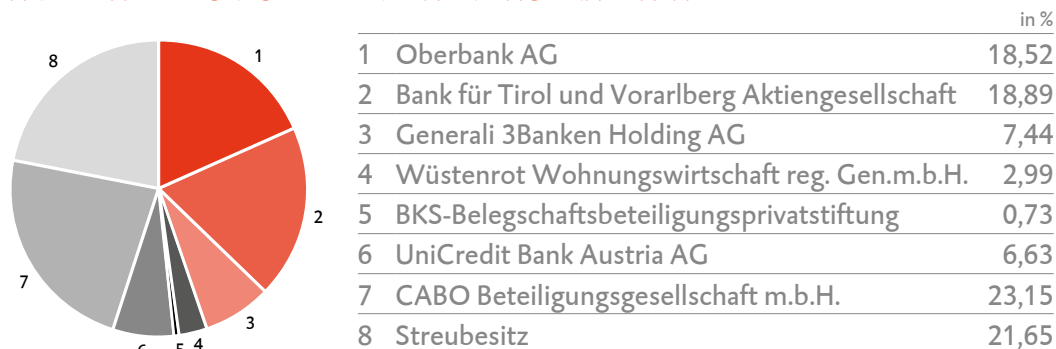 in %
1 Oberbank AG 18,52
2 Bank für Tirol und Vorarlberg Aktiengesellschaft 18,89
3 Generali 3Banken Holding AG 7,44
4 Wüstenrot Wohnungswirtschaft reg. Gen.m.b.H. 2,99
5 BKS-Belegschaftsbeteiligungsprivatstiftung 0,73
6 UniCredit Bank Austria AG 6,63
7 CABO Beteiligungsgesellschaft m.b.H. 23,15
8 Streubesitz 21,65
8
1
2
7
3
4
5
6